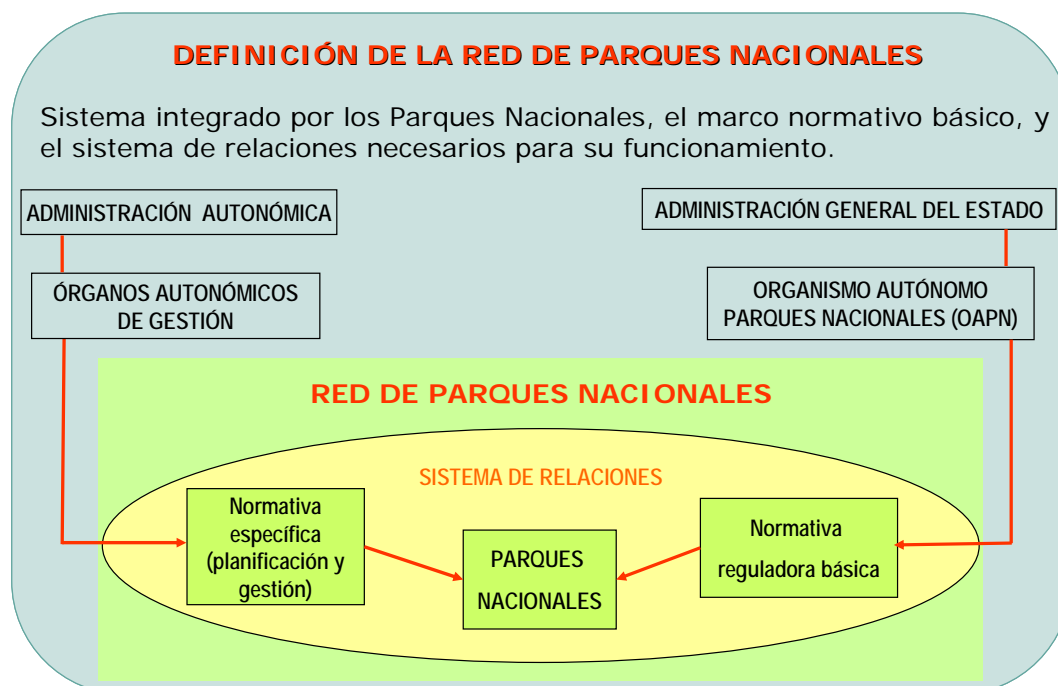 DEFINICIÓN DE LA RED DE PARQUES NACIONALES
Sistema integrado por los Parques Nacionales, el marco normativo básico, y
el sistema de relaciones necesarios para su funcionamiento.
ADMINISTRACIÓN AUTONÓMICA
ADMINISTRACIÓN GENERAL DEL ESTADO
ÓRGANOS AUTONÓMICOS
DE GESTIÓN
ORGANISMO AUTÓNOMO
PARQUES NACIONALES (OAPN)
RED DE PARQUES NACIONALES
SISTEMA DE RELACIONES
Normativa
específica
(planificación y
gestión)
PARQUES
NACIONALES
Normativa
reguladora básica